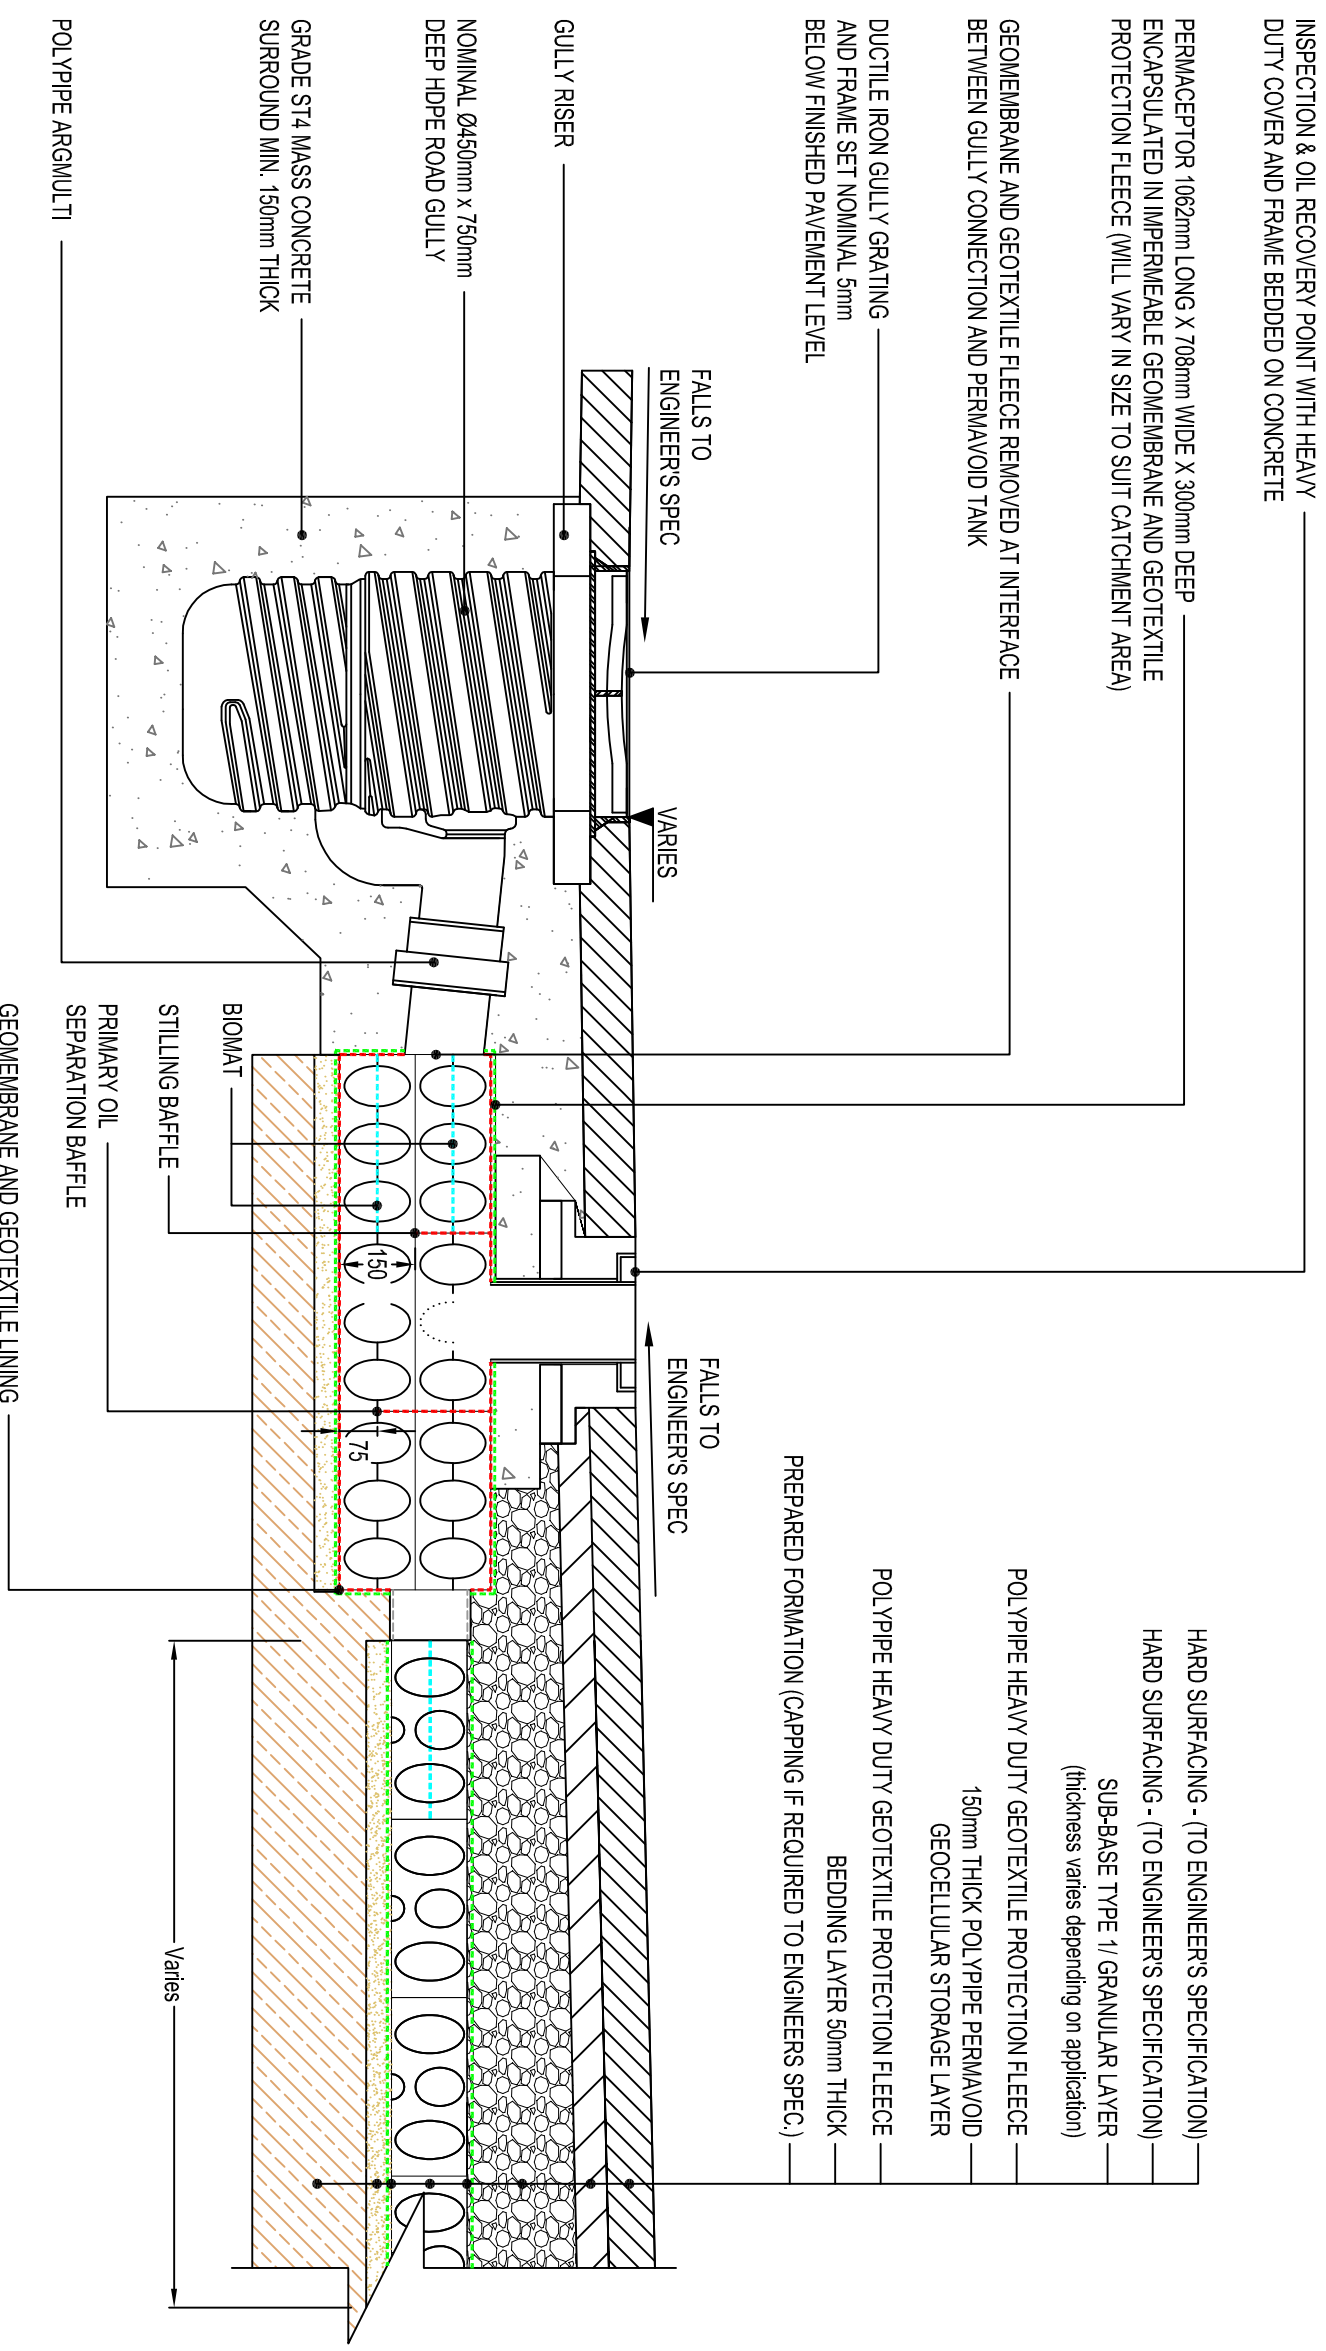 INSPECTION & OIL RECOVERY POINT WITH HEAVY
DUTY COVER AND FRAME BEDDED ON CONCRETE
PERMACEPTOR 1062mm LONG X 708mm WIDE X 300mm DEEP
ENCAPSULATED IN IMPERMEABLE GEOMEMBRANE AND GEOTEXTILE
PROTECTION FLEECE (WILL VARY IN SIZE TO SUIT CATCHMENT AREA)
GEOMEMBRANE AND GEOTEXTILE FLEECE REMOVED AT INTERFACE
BETWEEN GULLY CONNECTION AND PERMAVOID TANK
DUCTILE IRON GULLY GRATING
AND FRAME SET NOMINAL 5mm
BELOW FINISHED PAVEMENT LEVEL
GULLY RISER
NOMINAL Ø450mm x 750mm
DEEP HDPE ROAD GULLY
GRADE ST4 MASS CONCRETE
SURROUND MIN. 150mm THICK
POLYPIPE ARGMULTI
FALLS TO
ENGINEER'S SPEC
VARIES
FALLS TO
ENGINEER'S SPEC
HARD SURFACING - (TO ENGINEER'S SPECIFICATION)
HARD SURFACING - (TO ENGINEER'S SPECIFICATION)
SUB-BASE TYPE 1/ GRANULAR LAYER
(thickness varies depending on application)
POLYPIPE HEAVY DUTY GEOTEXTILE PROTECTION FLEECE
150mm THICK POLYPIPE PERMAVOID
GEOCELLULAR STORAGE LAYER
POLYPIPE HEAVY DUTY GEOTEXTILE PROTECTION FLEECE
BEDDING LAYER 50mm THICK
PREPARED FORMATION (CAPPING IF REQUIRED TO ENGINEERS SPEC.)
150
75
BIOMAT
STILLING BAFFLE
PRIMARY OIL
SEPARATION BAFFLE
GEOMEMBRANE AND GEOTEXTILE LINING
Varies